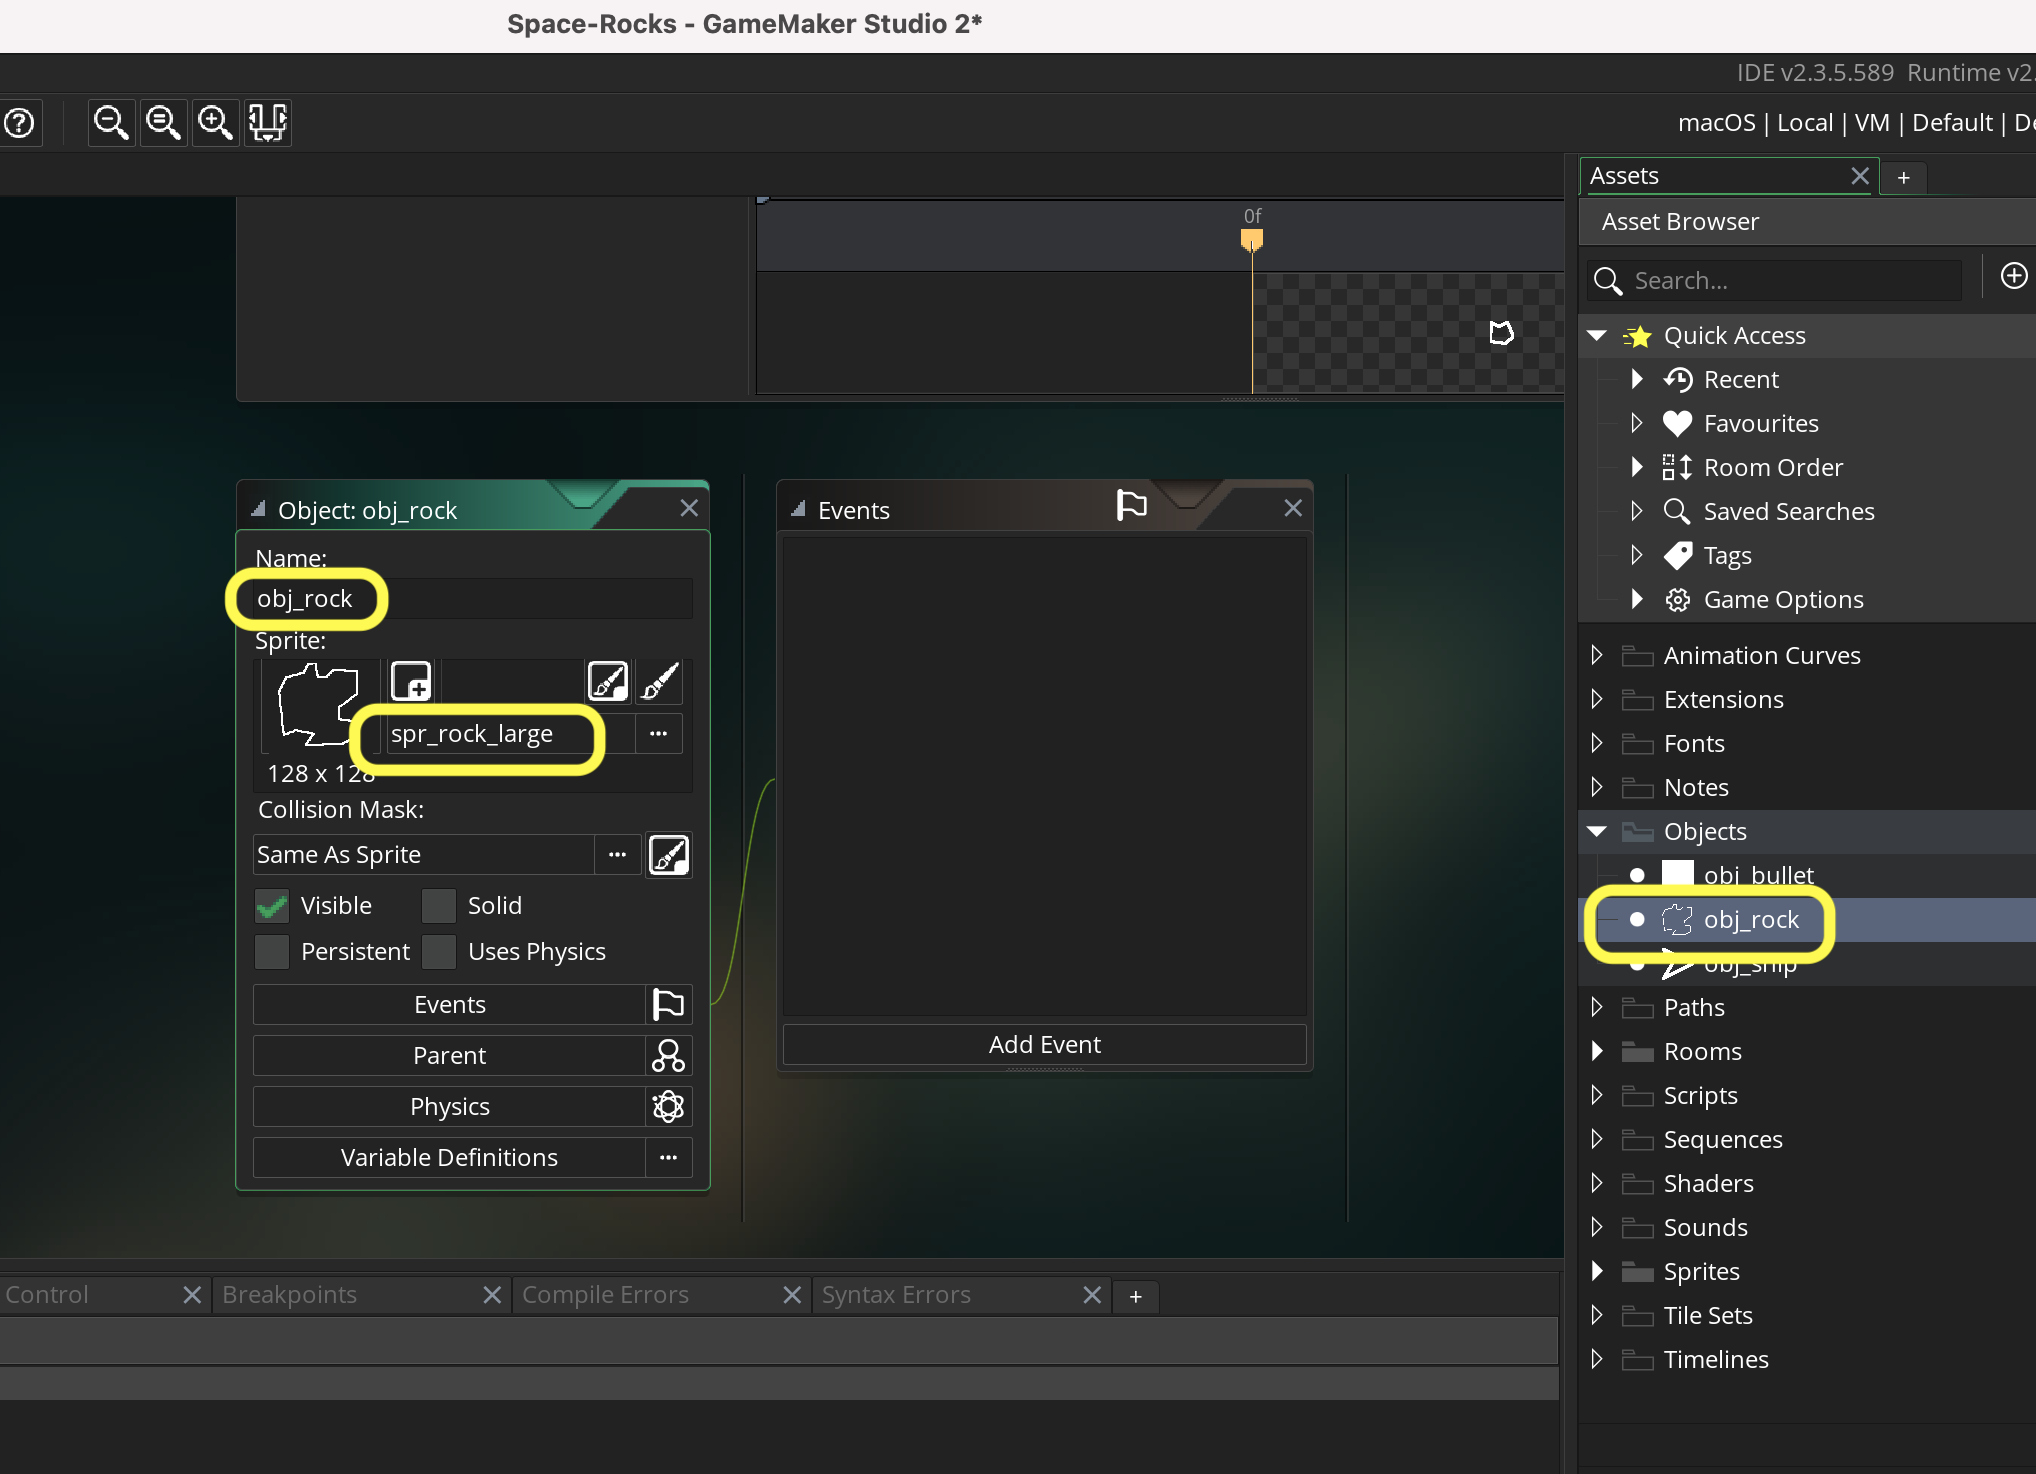 Space-Rocks - GameMaker Studio 2*
IDE v2.3.5.589 Runtime v2.
macOS | Local | VM | Default | De
Assets
+
Asset Browser
Search...
0f
Quick Access
Recent
Favourites
Room Order
Saved Searches
Tags
Game Options
Object: obj_rock
Name:
obj_rock
Sprite:
spr_rock_large
...
128 x 128
Collision Mask:
Same As Sprite
...
Visible
Solid
Persistent
Uses Physics
Events
Parent
Physics
Variable Definitions
...
Events
Add Event
Animation Curves
Extensions
Fonts
Notes
Objects
obj_bullet
obj_rock
obj_ship
Paths
Rooms
Scripts
Sequences
Shaders
Sounds
Sprites
Tile Sets
Timelines
Control
Breakpoints
Compile Errors
Syntax Errors
+